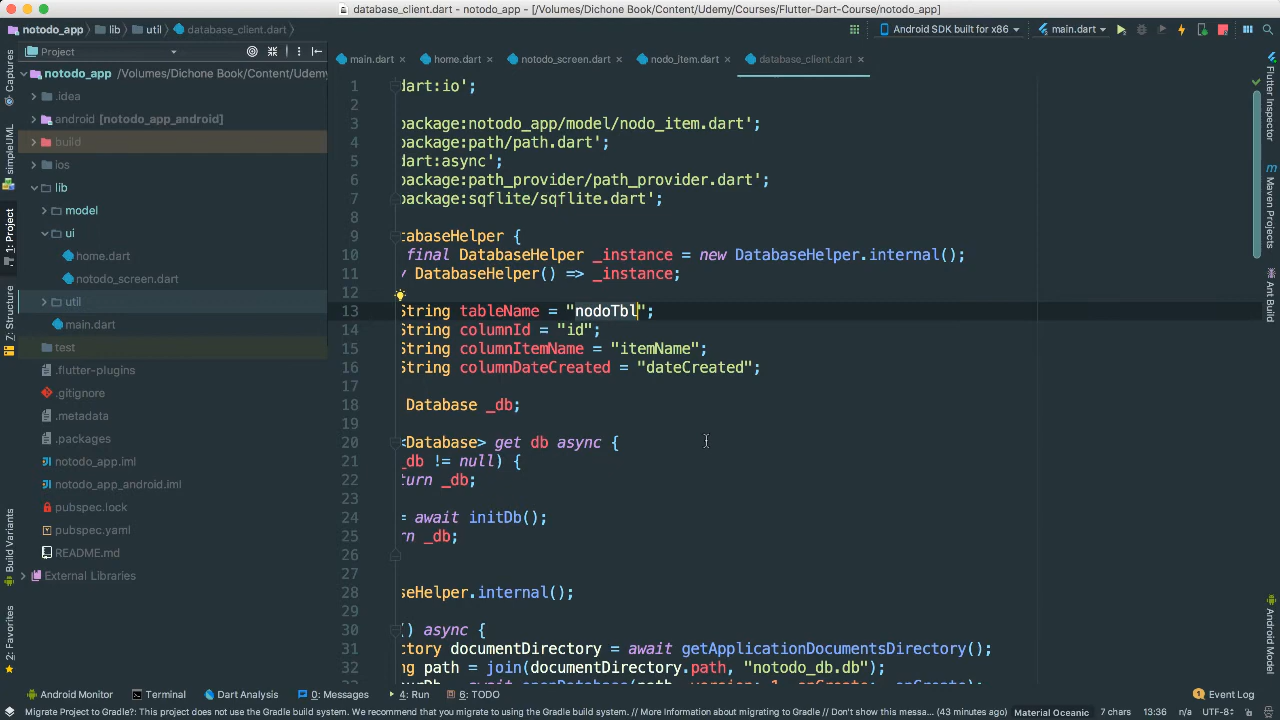 database_client.dart - notodo_app - [/Volumes/Dichone Book/Content/Udemy/Courses/Flutter-Dart-Course/notodo_app]
notodo_app lib util database_client.dart Android SDK built for x86 main.dart
Project
main.dart home.dart notodo_screen.dart nodo_item.dart database_client.dart
notodo_app /Volumes/Dichone Book/Content/Udemy
.idea
android [notodo_app_android]
build
ios
lib
model
ui
home.dart
notodo_screen.dart
util
main.dart
test
.flutter-plugins
.gitignore
.metadata
.packages
notodo_app.iml
notodo_app_android.iml
pubspec.lock
pubspec.yaml
README.md
External Libraries
Captures
simpleUML
1: Project
7: Structure
Build Variants
2: Favorites
1 dart:io';
2
3 package:notodo_app/model/nodo_item.dart';
4 package:path/path.dart';
5 dart:async';
6 package:path_provider/path_provider.dart';
7 package:sqflite/sqflite.dart';
8
9 tabaseHelper {
10 final DatabaseHelper _instance = new DatabaseHelper.internal();
11 y DatabaseHelper() => _instance;
12
13 String tableName = "nodoTbl";
14 String columnId = "id";
15 String columnItemName = "itemName";
16 String columnDateCreated = "dateCreated";
17
18 Database _db;
19
20 <Database> get db async {
21 _db != null) {
22 turn _db;
23
24 = await initDb();
25 rn _db;
26
27
28 seHelper.internal();
29
30 () async {
31 ctory documentDirectory = await getApplicationDocumentsDirectory();
32 ng path = join(documentDirectory.path, "notodo_db.db");
33
Flutter Inspector
Maven Projects
Ant Build
Android Model
Android Monitor Terminal Dart Analysis 0: Messages 4: Run 6: TODO Event Log
Migrate Project to Gradle?: This project does not use the Gradle build system. We recommend that you migrate to using the Gradle build system. // More Information about migrating to Gradle // Don't show this messa... (43 minutes ago) Material Oceanic 7 chars 13:36 n/a UTF-8: